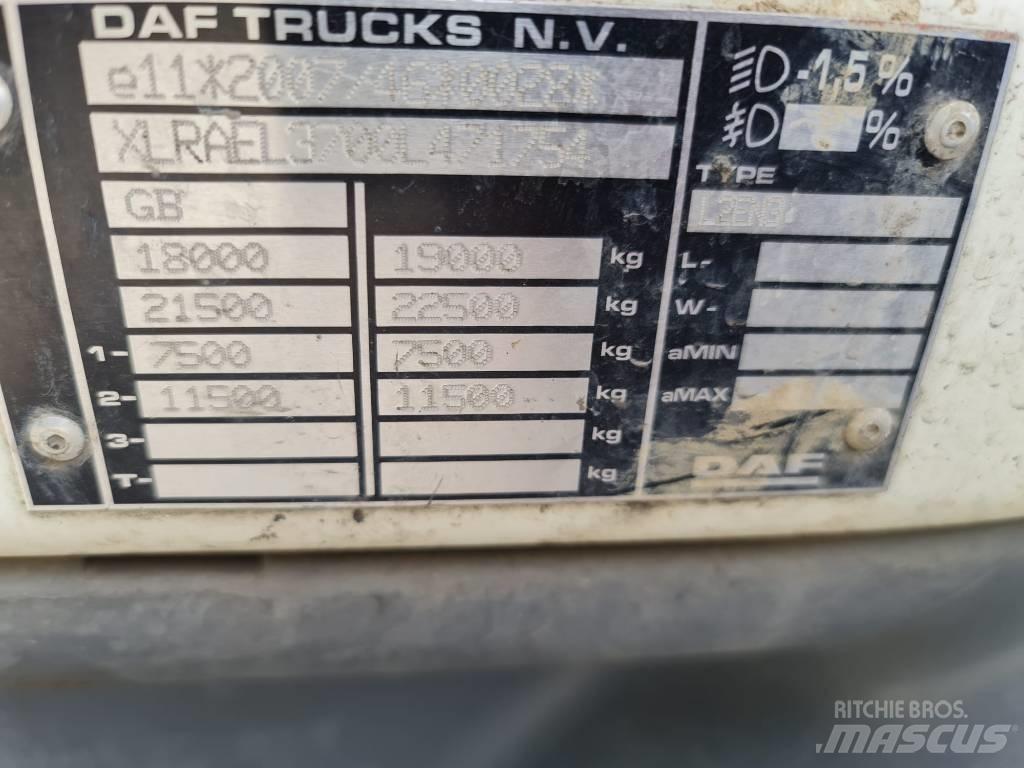 DAF TRUCKS N.V.
e11*2007/46*0028*
XLRAEL3700L471754
GB
18000 19000 kg
21500 22500 kg
1- 7500 7500 kg
2- 11500 11500 kg
3- kg
T- kg
-1,5%
%
TYPE
L2EN3
L-
W-
aMIN
aMAX
DAF
RITCHIE BROS.
MASCUS